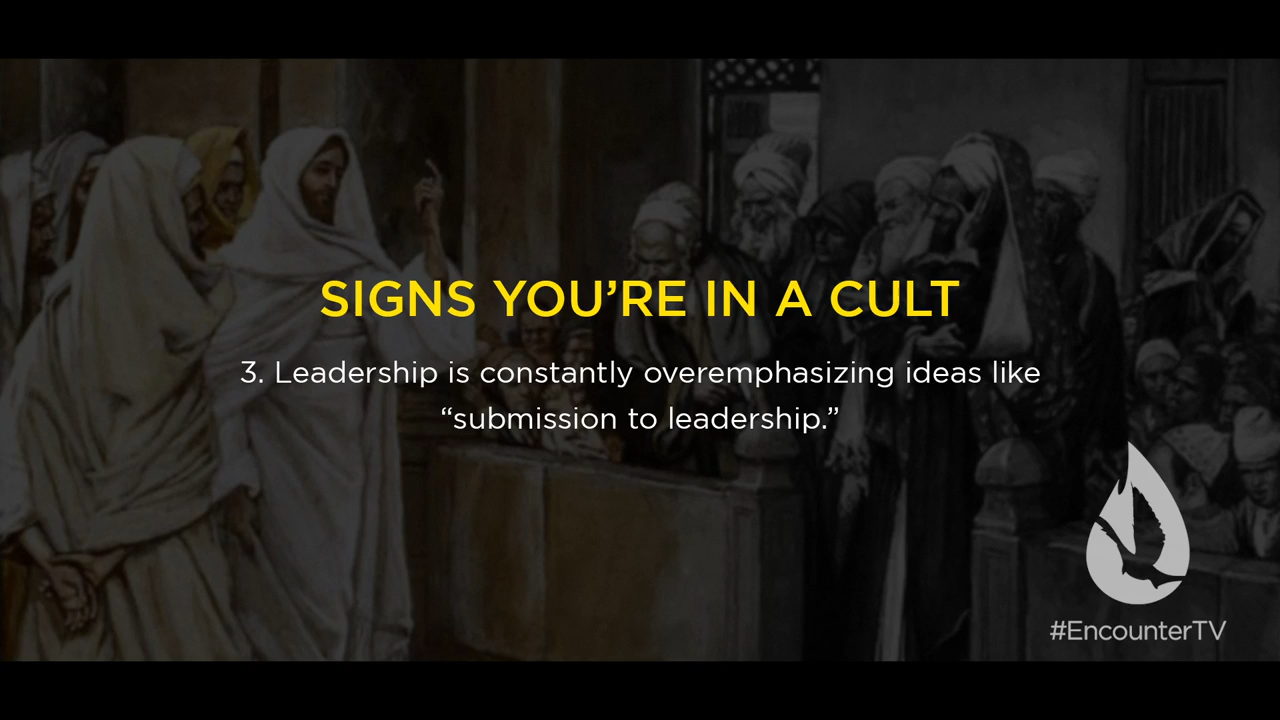 SIGNS YOU’RE IN A CULT
3. Leadership is constantly overemphasizing ideas like
“submission to leadership.”
#EncounterTV